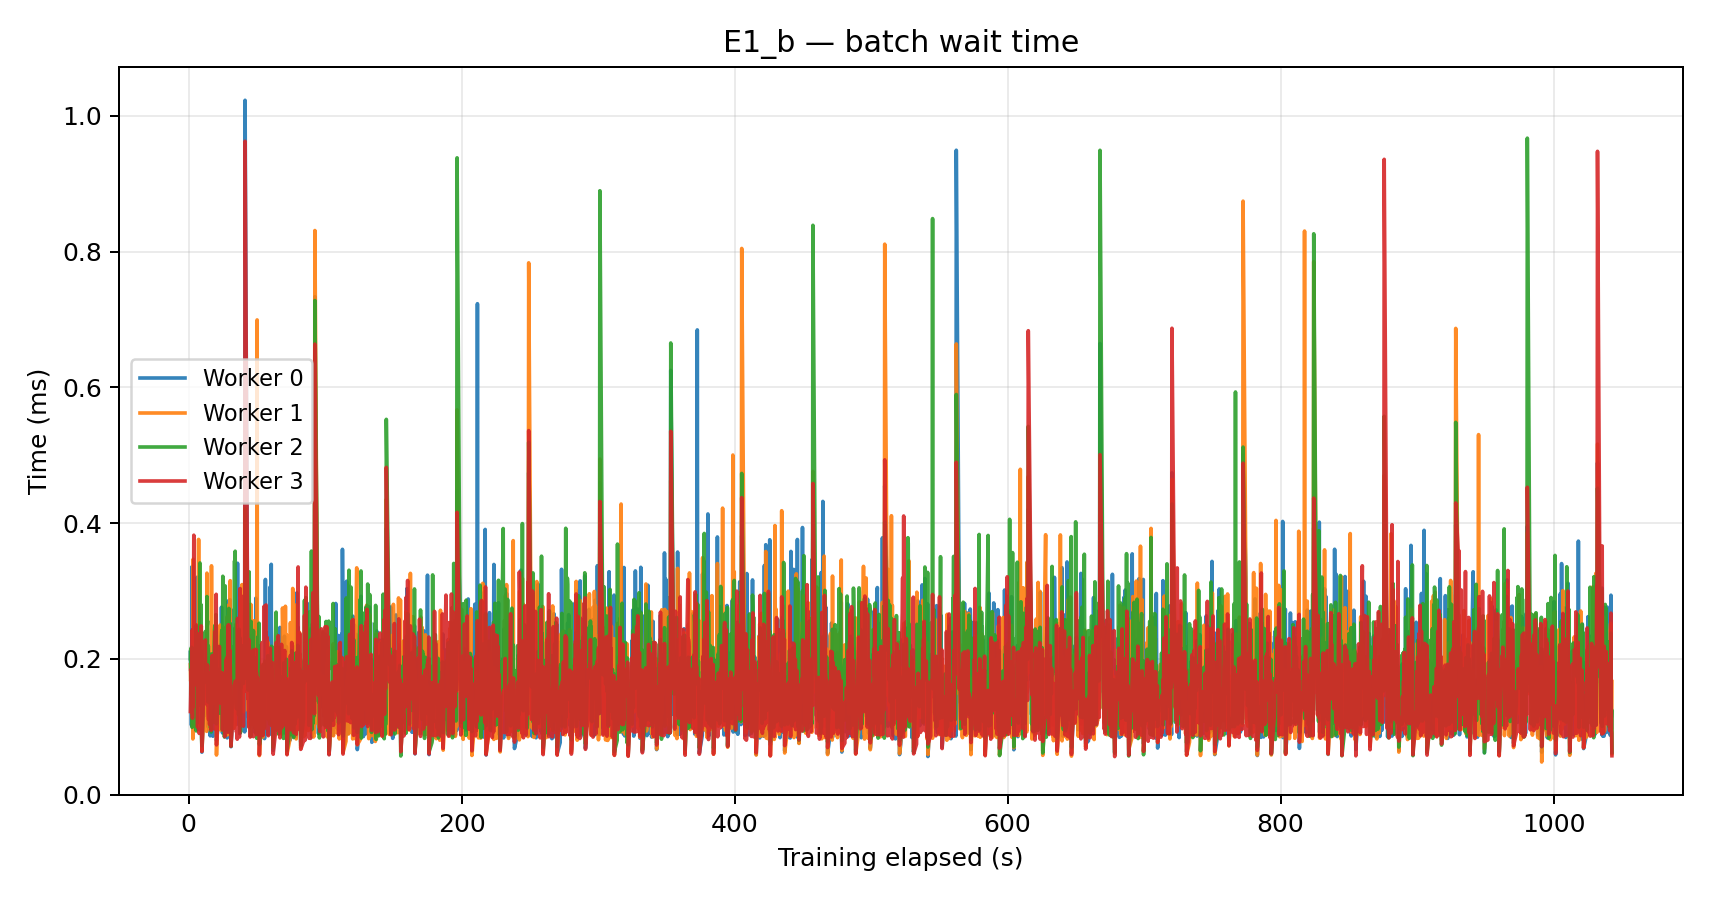 E1_b — batch wait time
1.0
0.8
0.6
0.4
0.2
0.0
Time (ms)
Worker 0
Worker 1
Worker 2
Worker 3
0 200 400 600 800 1000
Training elapsed (s)